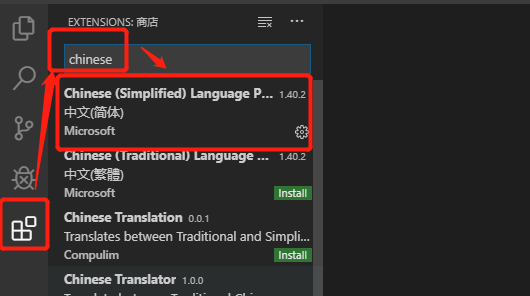 EXTENSIONS: 商店
chinese
Chinese (Simplified) Language P... 1.40.2
中文(简体)
Microsoft
Chinese (Traditional) Language ... 1.40.2
中文(繁體)
Microsoft Install
Chinese Translation 0.0.1
Translates between Traditional and Simpli...
Compulim Install
Chinese Translator 1.0.0